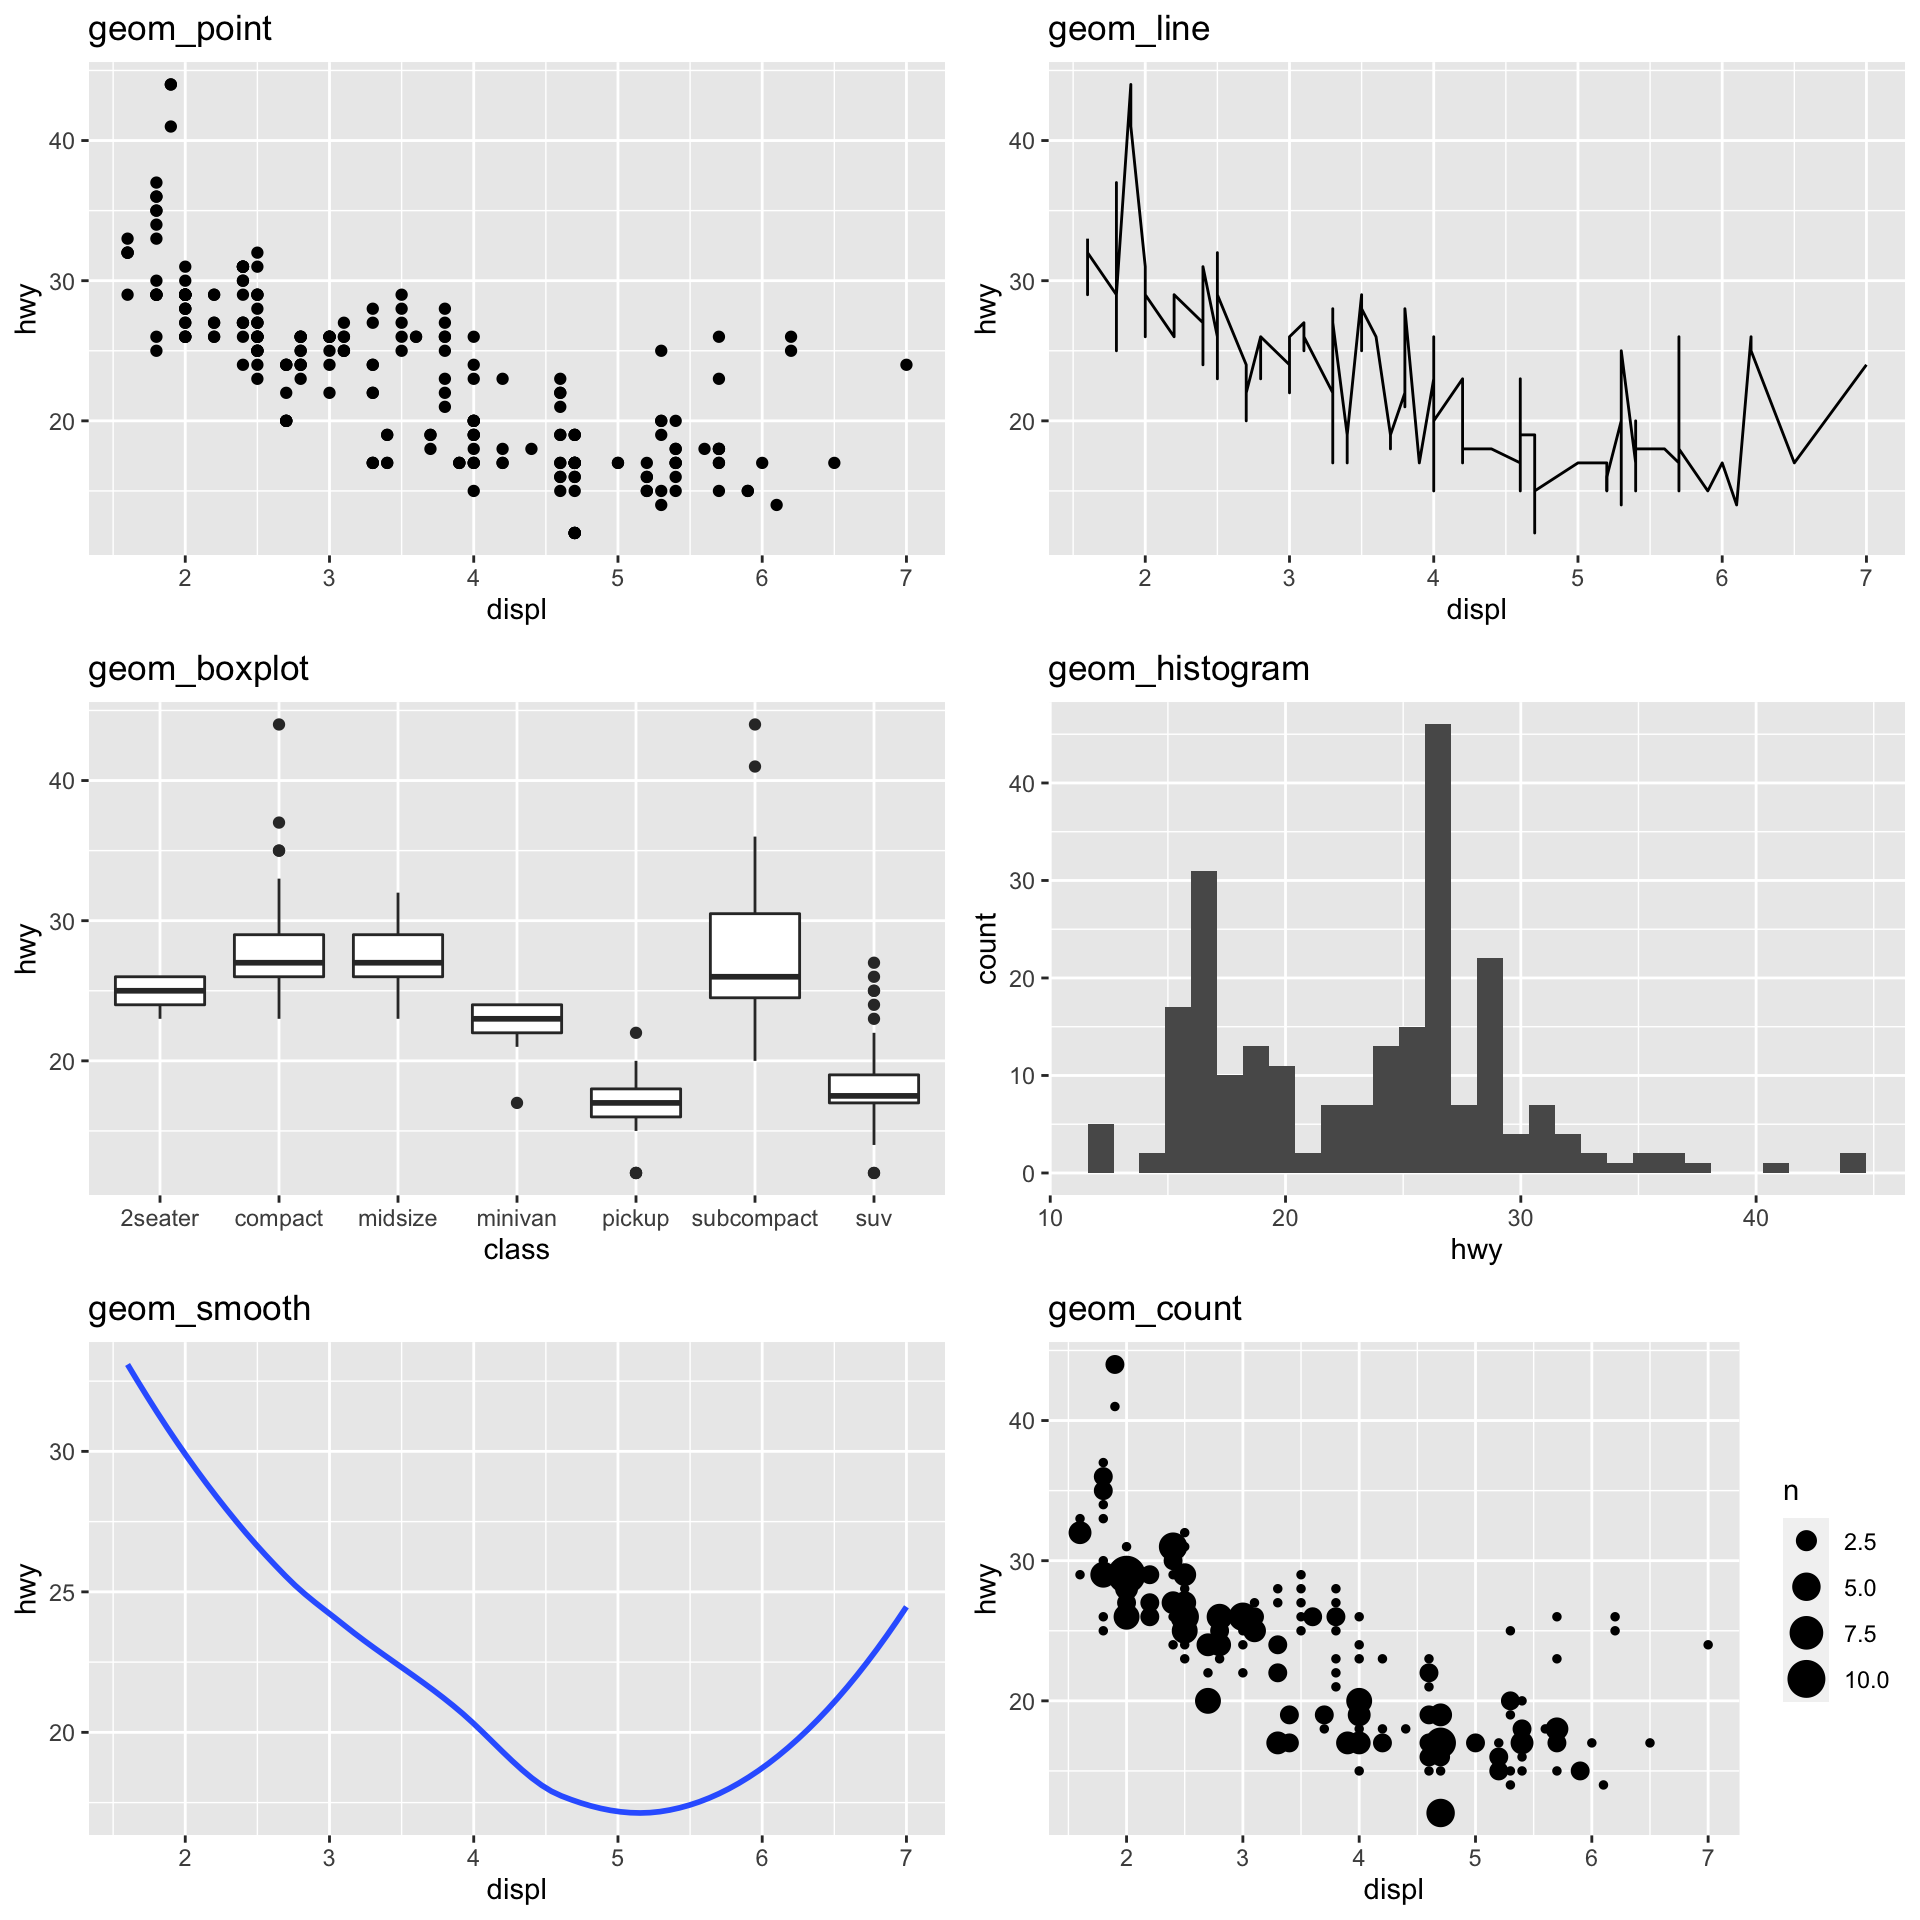 geom_point
40
30
20
hwy
2 3 4 5 6 7
displ
geom_line
40
30
20
hwy
2 3 4 5 6 7
displ
geom_boxplot
40
30
20
hwy
2seater compact midsize minivan pickup subcompact suv
class
geom_histogram
40
30
20
10
0
count
10 20 30 40
hwy
geom_smooth
30
25
20
hwy
2 3 4 5 6 7
displ
geom_count
40
30
20
hwy
2 3 4 5 6 7
displ
n
2.5
5.0
7.5
10.0